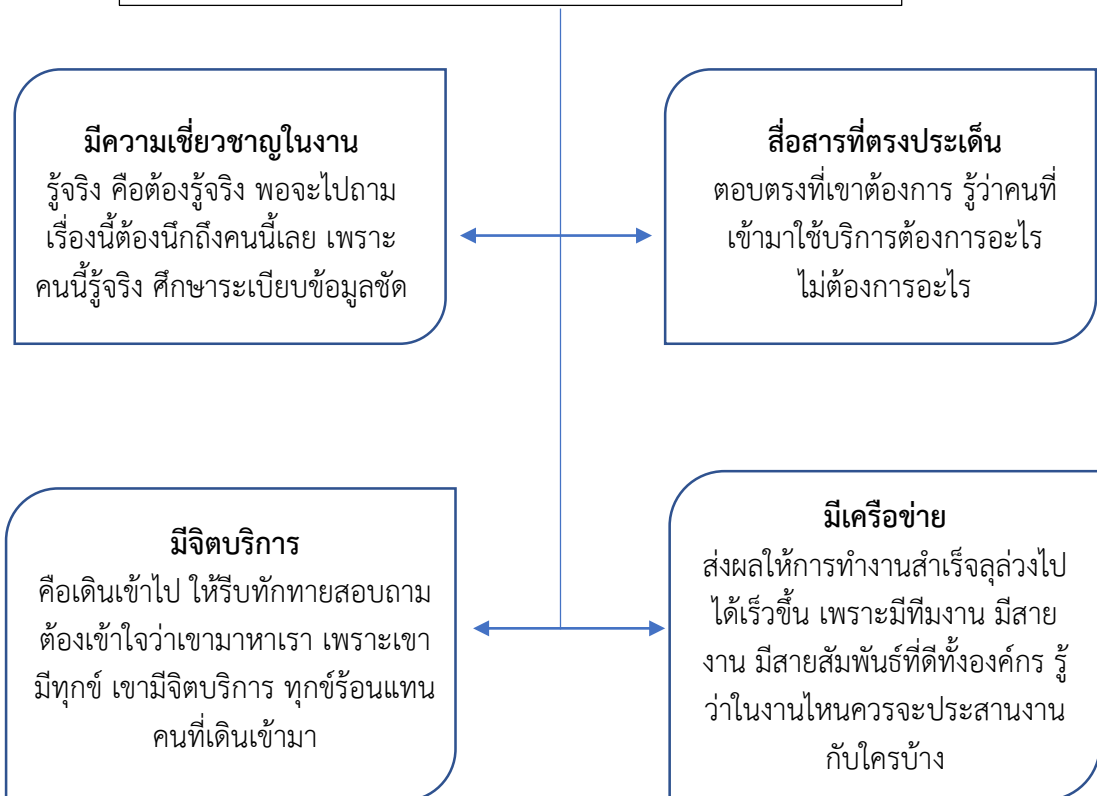 มีความเชี่ยวชาญในงาน
รู้จริง คือต้องรู้จริง พอจะไปถาม
เรื่องนี้ต้องนึกถึงคนนี้เลย เพราะ
คนนี้รู้จริง ศึกษาระเบียบข้อมูลชัด
สื่อสารที่ตรงประเด็น
ตอบตรงที่เขาต้องการ รู้ว่าคนที่
เข้ามาใช้บริการต้องการอะไร
ไม่ต้องการอะไร
มีจิตบริการ
คือเดินเข้าไป ให้รีบทักทายสอบถาม
ต้องเข้าใจว่าเขามาหาเรา เพราะเขา
มีทุกข์ เขามีจิตบริการ ทุกข์ร้อนแทน
คนที่เดินเข้ามา
มีเครือข่าย
ส่งผลให้การทำงานสำเร็จลุล่วงไป
ได้เร็วขึ้น เพราะมีทีมงาน มีสาย
งาน มีสายสัมพันธ์ที่ดีทั้งองค์กร รู้
ว่าในงานไหนควรจะประสานงาน
กับใครบ้าง